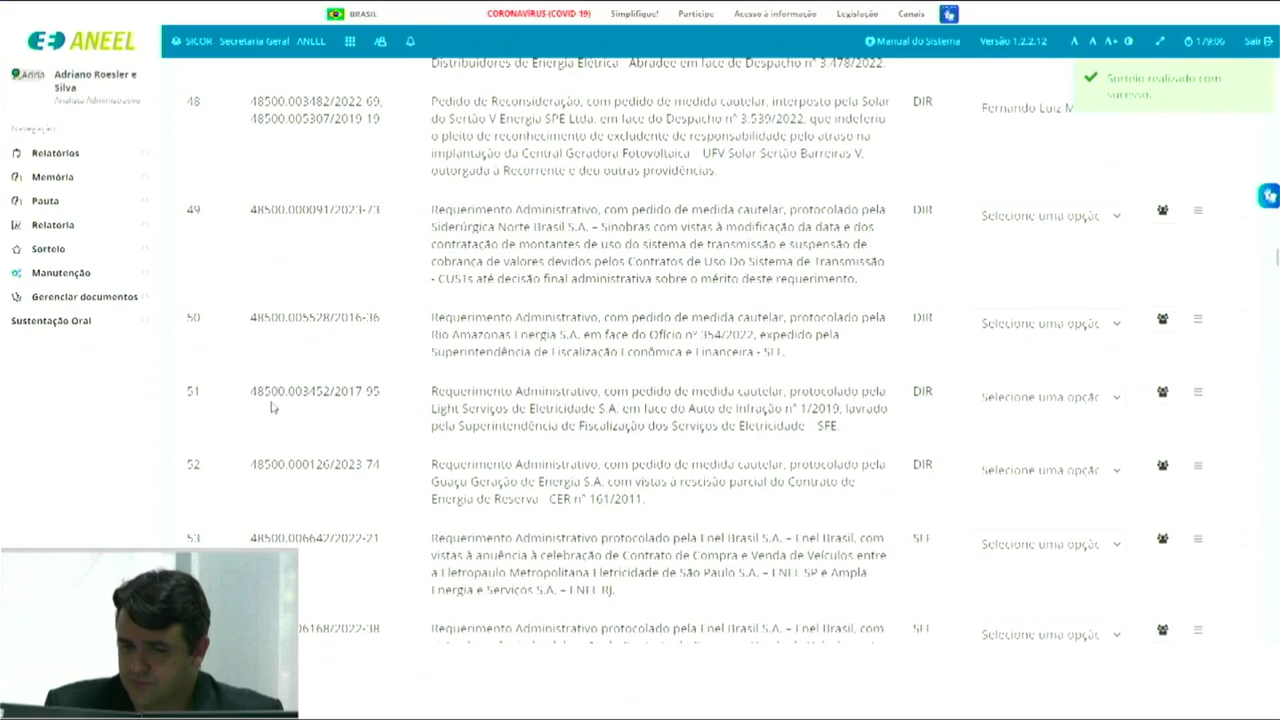 BRASIL
CORONAVÍRUS (COVID-19)
Simplifique!
Participe
Acesso à informação
Legislação
Canais
ANEEL
SICOR
Secretaria Geral
ANEEL
Manual do Sistema
Versão 1.2.2.12
A
A
A+
179:06
Sair
Adriano Roesler e
Silva
Analista Administrativo
Navegação
Relatórios
Memória
Pauta
Relatoria
Sorteio
Manutenção
Gerenciar documentos
Sustentação Oral
Sorteio realizado com
sucesso.
Distribuidores de Energia Elétrica - Abradee em face de Despacho nº 3.478/2022.
48
48500.003482/2022-69,
48500.005307/2019-19
Pedido de Reconsideração, com pedido de medida cautelar, interposto pela Solar
do Sertão V Energia SPE Ltda. em face do Despacho nº 3.539/2022, que indeferiu
o pleito de reconhecimento de excludente de responsabilidade pelo atraso na
implantação da Central Geradora Fotovoltaica - UFV Solar Sertão Barreiras V,
outorgada à Recorrente e deu outras providências.
DIR
Fernando Luiz M
49
48500.000091/2023-73
Requerimento Administrativo, com pedido de medida cautelar, protocolado pela
Siderúrgica Norte Brasil S.A. – Sinobras com vistas à modificação da data e dos
contratação de montantes de uso do sistema de transmissão e suspensão de
cobrança de valores devidos pelos Contratos de Uso Do Sistema de Transmissão
- CUSTs até decisão final administrativa sobre o mérito deste requerimento.
DIR
Selecione uma opçãc
50
48500.005528/2016-36
Requerimento Administrativo, com pedido de medida cautelar, protocolado pela
Rio Amazonas Energia S.A. em face do Ofício nº 354/2022, expedido pela
Superintendência de Fiscalização Econômica e Financeira - SFF.
DIR
Selecione uma opçãc
51
48500.003452/2017-95
Requerimento Administrativo, com pedido de medida cautelar, protocolado pela
Light Serviços de Eletricidade S.A. em face do Auto de Infração nº 1/2019, lavrado
pela Superintendência de Fiscalização dos Serviços de Eletricidade - SFE.
DIR
Selecione uma opçãc
52
48500.000126/2023-74
Requerimento Administrativo, com pedido de medida cautelar, protocolado pela
Guaçu Geração de Energia S.A. com vistas à rescisão parcial do Contrato de
Energia de Reserva - CER nº 161/2011.
DIR
Selecione uma opçãc
53
48500.006642/2022-21
Requerimento Administrativo protocolado pela Enel Brasil S.A. – Enel Brasil, com
vistas à anuência à celebração de Contrato de Compra e Venda de Veículos entre
a Eletropaulo Metropolitana Eletricidade de São Paulo S.A. – ENEL SP e Ampla
Energia e Serviços S.A. – ENEL RJ.
SFF
Selecione uma opçãc
06168/2022-38
Requerimento Administrativo protocolado pela Enel Brasil S.A. – Enel Brasil, com
SFF
Selecione uma opçãc